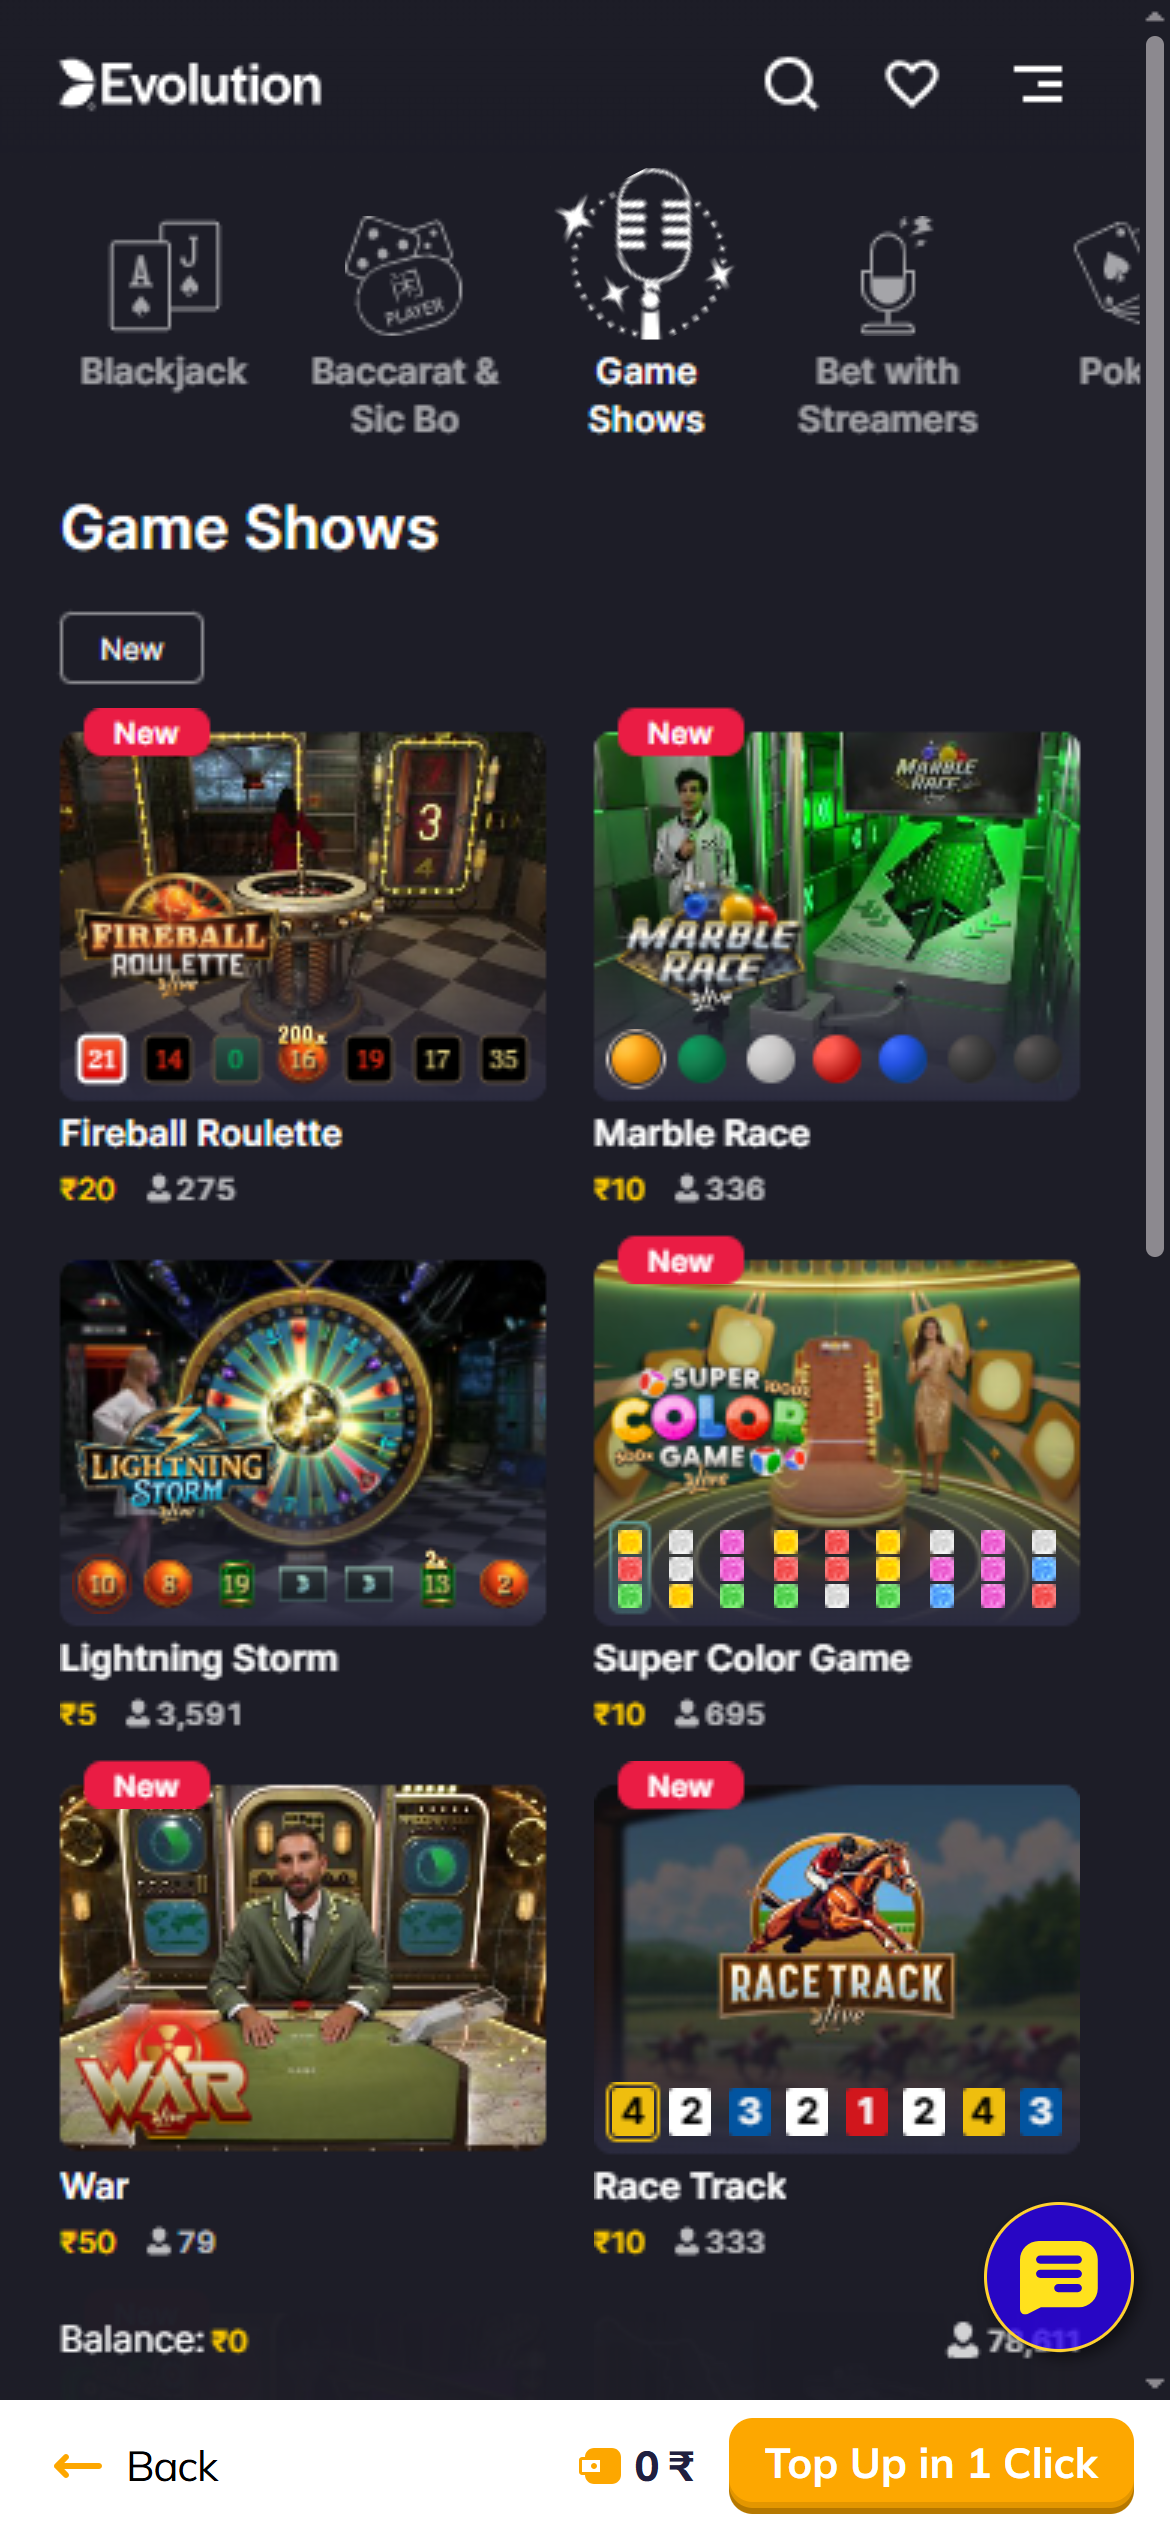 Evolution
A
J
闲
PLAYER
Blackjack
Baccarat &
Sic Bo
Game
Shows
Bet with
Streamers
Pok
Game Shows
New
New
3
4
FIREBALL
ROULETTE
live
200x
21 14 0 16 19 17 35
Fireball Roulette
₹20 275
New
MARBLE
RACE
MARBLE
RACE
live
Marble Race
₹10 336
LIGHTNING
STORM
live
2x
10 8 19 3 3 13 2
Lightning Storm
₹5 3,591
New
SUPER
COLOR
GAME
live
Super Color Game
₹10 695
New
WAR
live
War
₹50 79
New
RACE TRACK
live
4 2 3 2 1 2 4 3
Race Track
₹10 333
Balance: ₹0
78,611
Back
0 ₹
Top Up in 1 Click